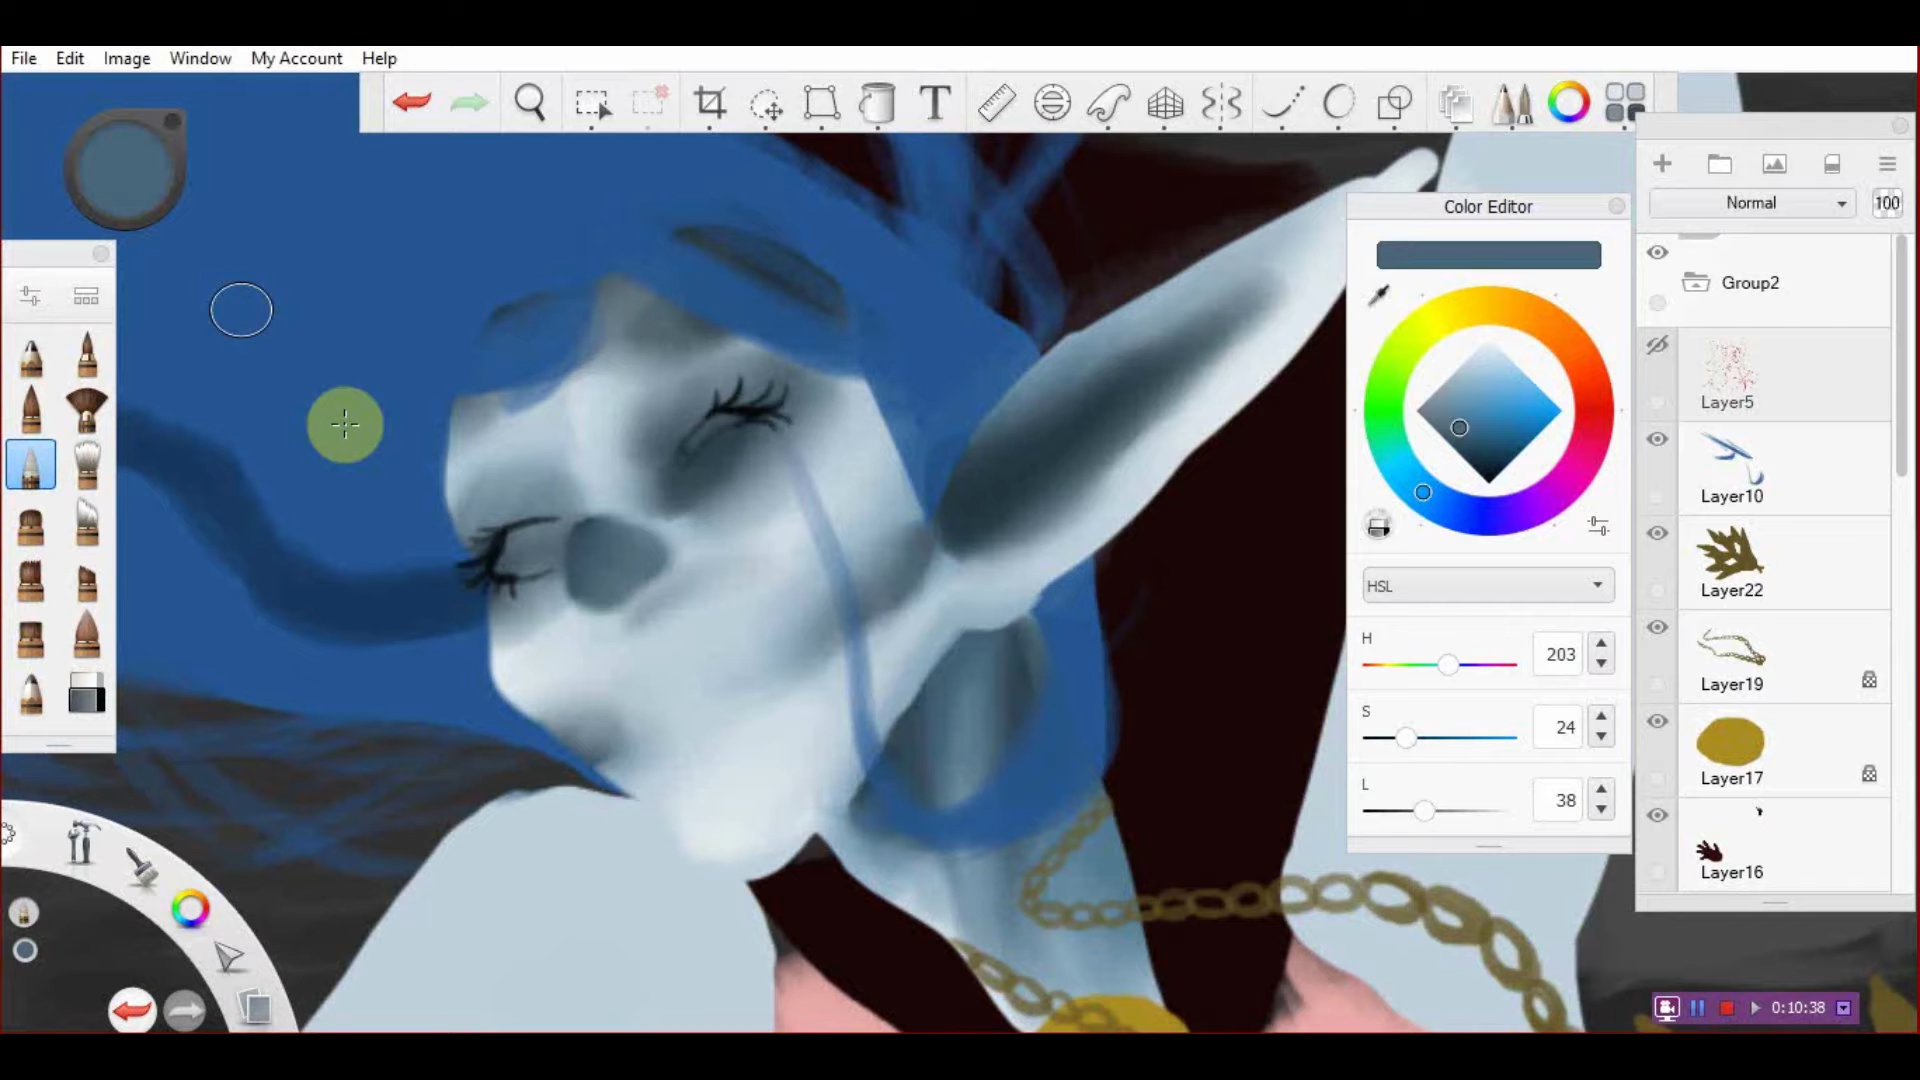 File Edit Image Window My Account Help
T
Color Editor
Normal 100
Group2
Layer5
Layer10
HSL
Layer22
H 203
Layer19
S 24
Layer17
L 38
Layer16
0:10:38